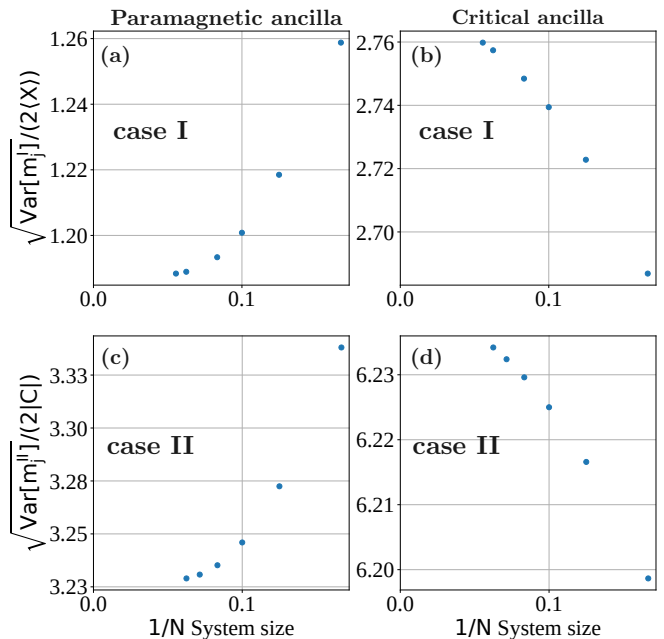 Paramagnetic ancilla
Critical ancilla
√Var[m_j^I]/(2⟨X⟩)
(a)
case I
1.26
1.24
1.22
1.20
0.0
0.1
(b)
case I
2.76
2.74
2.72
2.70
0.0
0.1
√Var[m_j^II]/(2|C|)
(c)
case II
3.33
3.30
3.28
3.25
3.23
0.0
0.1
1/N System size
(d)
case II
6.23
6.22
6.21
6.20
0.0
0.1
1/N System size